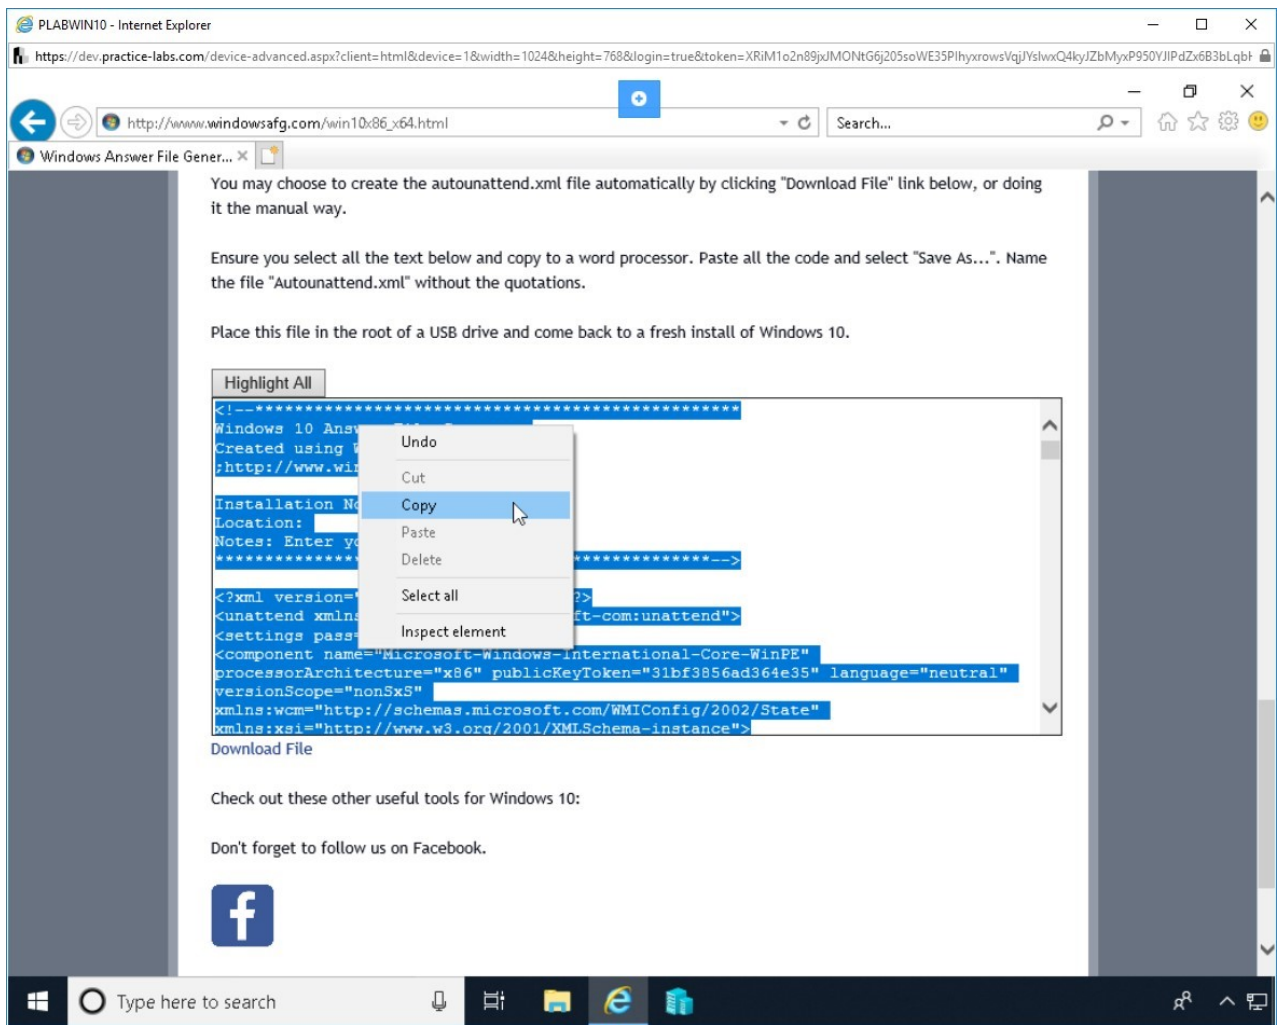 PLABWIN10 - Internet Explorer
https://dev.practice-labs.com/device-advanced.aspx?client=html&device=1&width=1024&height=768&login=true&token=
http://www.windowsafg.com/win10x86_x64.html
Search...
Windows Answer File Gener...
You may choose to create the autounattend.xml file automatically by clicking "Download File" link below, or doing
it the manual way.
Ensure you select all the text below and copy to a word processor. Paste all the code and select "Save As...". Name
the file "Autounattend.xml" without the quotations.
Place this file in the root of a USB drive and come back to a fresh install of Windows 10.
Highlight All
<!--*************************************************
Windows 10
Created using
;http://www.
Installation
Location:
Notes: Enter
-->
<?xml version= ?>
<unattend ft-com:unattend">
<settings
<component name="Microsoft-Windows-International-Core-WinPE"
processorArchitecture="x86" publicKeyToken="31bf3856ad364e35" language="neutral"
versionScope="nonSxS"
xmlns:wcm="http://schemas.microsoft.com/WMIConfig/2002/State"
xmlns:xsi="http://www.w3.org/2001/XMLSchema-instance">
Undo
Cut
Copy
Paste
Delete
Select all
Inspect element
Download File
Check out these other useful tools for Windows 10:
Don't forget to follow us on Facebook.
f
Type here to search